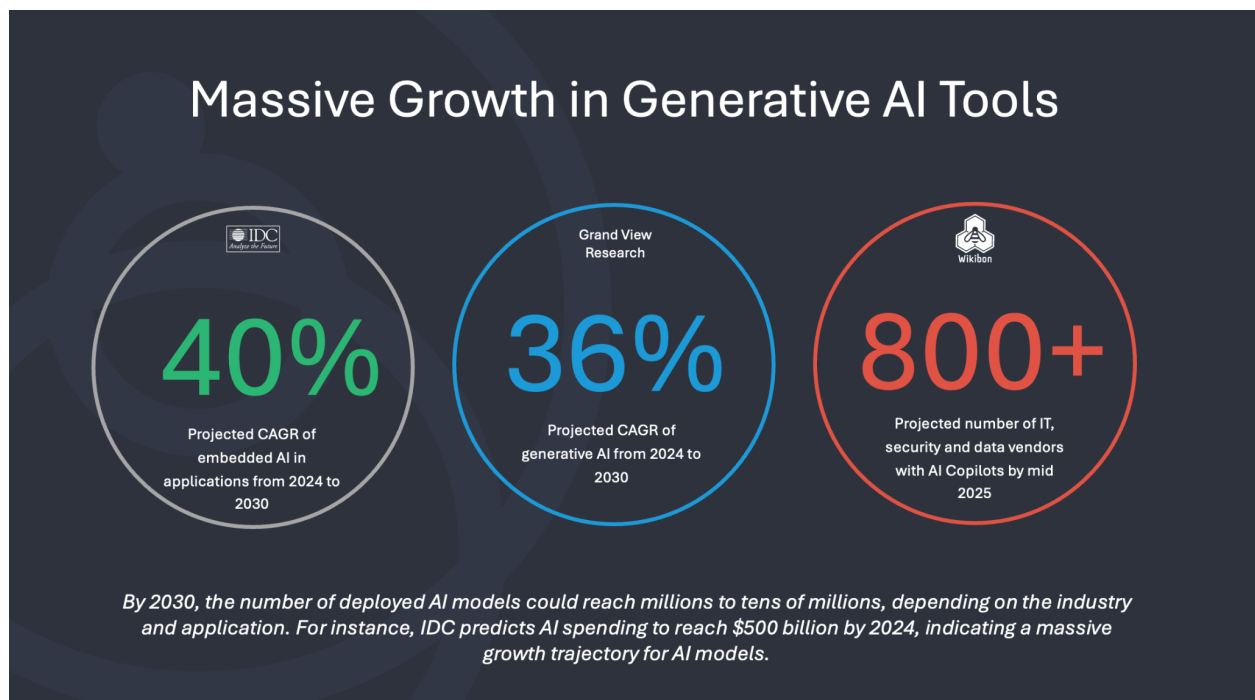 Massive Growth in Generative AI Tools
IDC
Analyze the Future
40%
Projected CAGR of
embedded AI in
applications from 2024 to
2030
Grand View
Research
36%
Projected CAGR of
generative AI from 2024 to
2030
Wikibon
800+
Projected number of IT,
security and data vendors
with AI Copilots by mid
2025
By 2030, the number of deployed AI models could reach millions to tens of millions, depending on the industry
and application. For instance, IDC predicts AI spending to reach $500 billion by 2024, indicating a massive
growth trajectory for AI models.